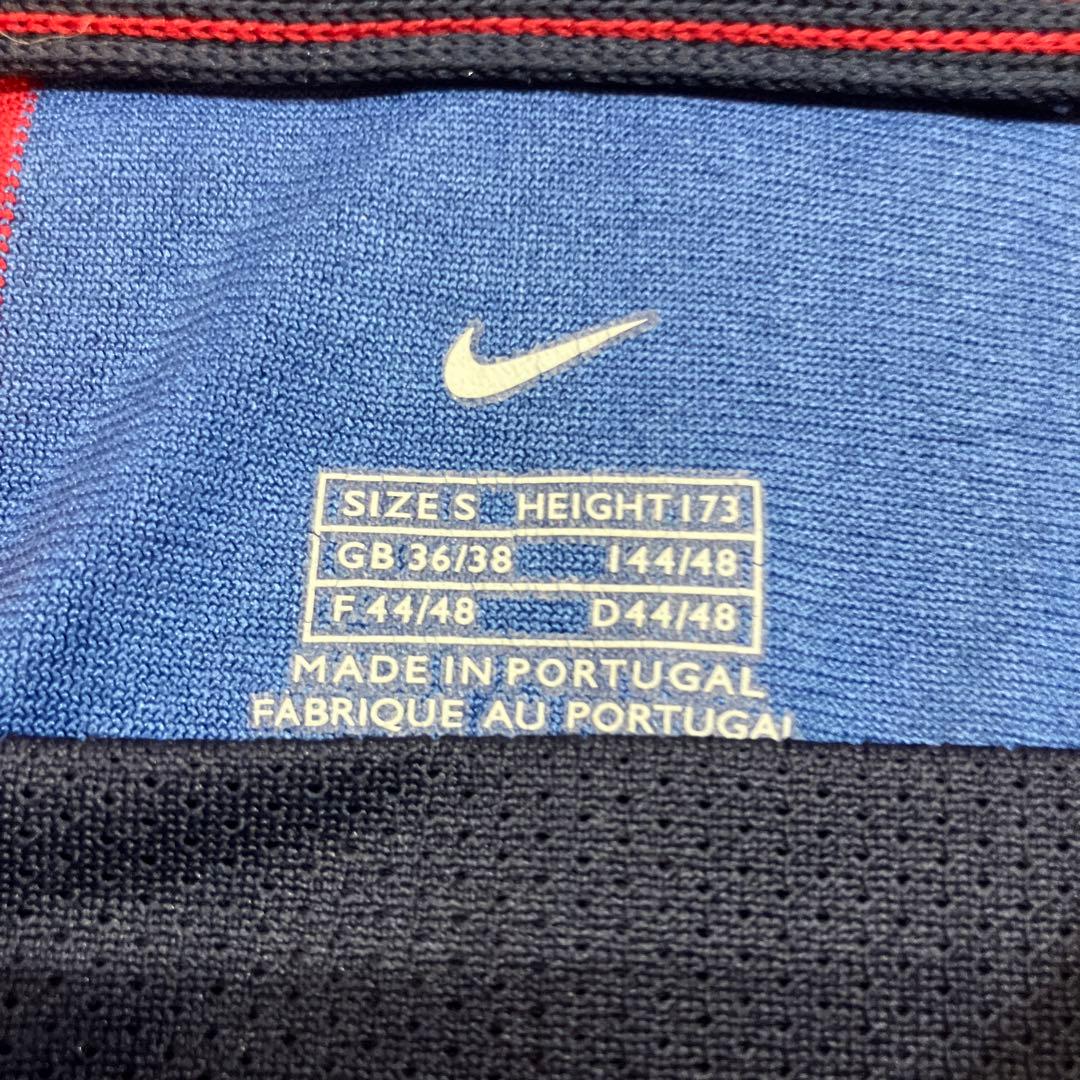 SIZE S HEIGHT 173
GB 36/38 I 44/48
F 44/48 D 44/48
MADE IN PORTUGAL
FABRIQUE AU PORTUGAL